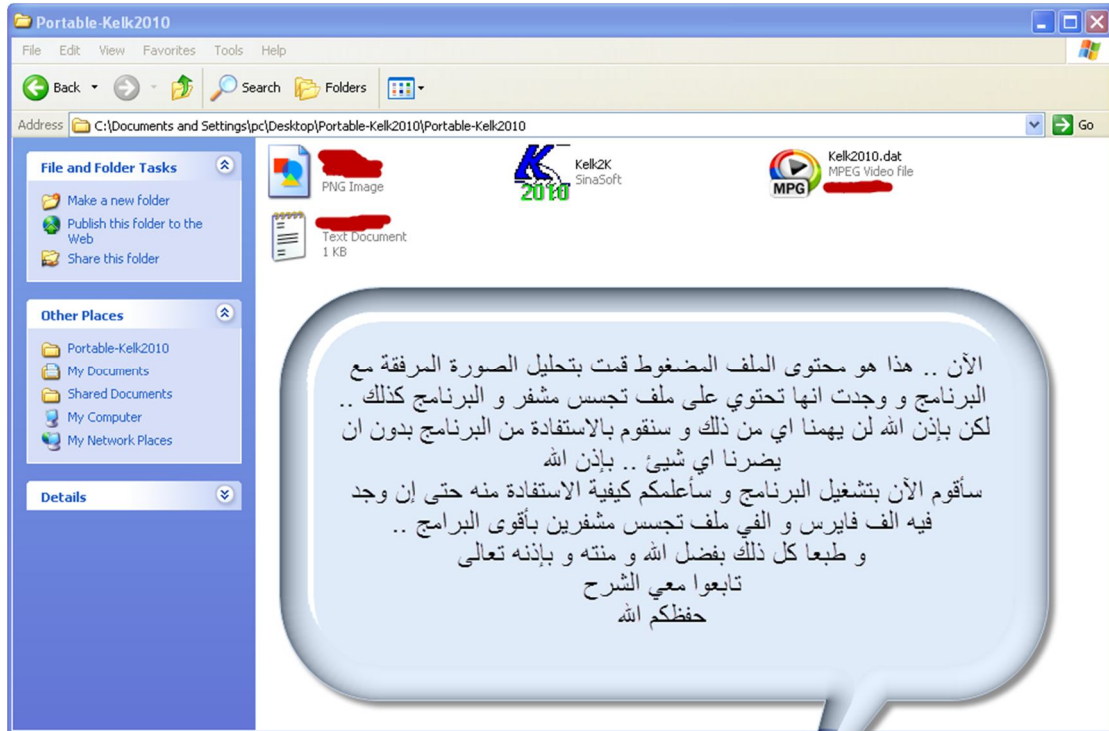 Portable-Kelk2010
File Edit View Favorites Tools Help
Back Search Folders
Address C:\Documents and Settings\pc\Desktop\Portable-Kelk2010\Portable-Kelk2010 Go
File and Folder Tasks
Make a new folder
Publish this folder to the
Web
Share this folder
Other Places
Portable-Kelk2010
My Documents
Shared Documents
My Computer
My Network Places
Details
PNG Image
K
2010
Kelk2K
SinaSoft
MPG
Kelk2010.dat
MPEG Video file
Text Document
1 KB
الآن .. هذا هو محتوى الملف المضغوط قمت بتحليل الصورة المرفقة مع
البرنامج و وجدت انها تحتوي على ملف تجسس مشفر و البرنامج كذلك ..
لكن بإذن الله لن يهمنا اي من ذلك و سنقوم بالاستفادة من البرنامج بدون ان
يضرنا اي شيئ .. بإذن الله
سأقوم الآن بتشغيل البرنامج و سأعلمكم كيفية الاستفادة منه حتى إن وجد
فيه الف فايرس و الفي ملف تجسس مشفرين بأقوى البرامج ..
و طبعا كل ذلك بفضل الله و منته و بإذنه تعالى
تابعوا معي الشرح
حفظكم الله